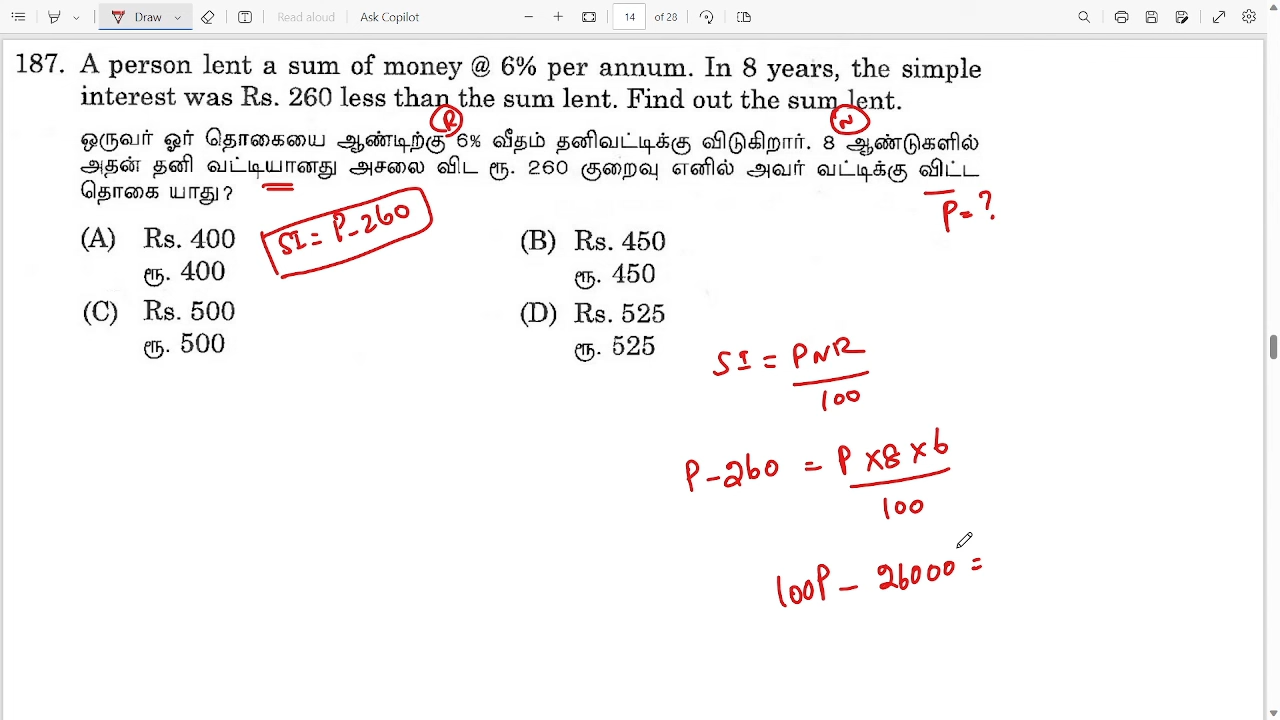 Draw
Read aloud
Ask Copilot
14 of 28
187. A person lent a sum of money @ 6% per annum. In 8 years, the simple
interest was Rs. 260 less than the sum lent. Find out the sum lent.
R N
ஒருவர் ஓர் தொகையை ஆண்டிற்கு 6% வீதம் தனிவட்டிக்கு விடுகிறார். 8 ஆண்டுகளில்
அதன் தனி வட்டியானது அசலை விட ரூ. 260 குறைவு எனில் அவர் வட்டிக்கு விட்ட
தொகை யாது?
P = ?
SI = P - 260
(A) Rs. 400
ரூ. 400
(B) Rs. 450
ரூ. 450
(C) Rs. 500
ரூ. 500
(D) Rs. 525
ரூ. 525
SI = PNR
100
P - 260 = P × 8 × 6
100
100P - 26000 =